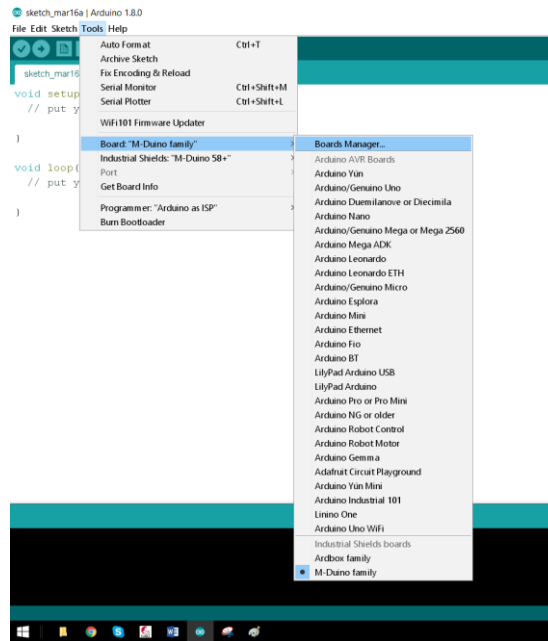 sketch_mar16a | Arduino 1.8.0
File Edit Sketch Tools Help
sketch_mar16
void setup
// put y
}
void loop(
// put y
}
Auto Format Ctrl+T
Archive Sketch
Fix Encoding & Reload
Serial Monitor Ctrl+Shift+M
Serial Plotter Ctrl+Shift+L
WiFi101 Firmware Updater
Board: "M-Duino family"
Industrial Shields: "M-Duino 58+"
Port
Get Board Info
Programmer: "Arduino as ISP"
Burn Bootloader
Boards Manager...
Arduino AVR Boards
Arduino Yún
Arduino/Genuino Uno
Arduino Duemilanove or Diecimila
Arduino Nano
Arduino/Genuino Mega or Mega 2560
Arduino Mega ADK
Arduino Leonardo
Arduino Leonardo ETH
Arduino/Genuino Micro
Arduino Esplora
Arduino Mini
Arduino Ethernet
Arduino Fio
Arduino BT
LilyPad Arduino USB
LilyPad Arduino
Arduino Pro or Pro Mini
Arduino NG or older
Arduino Robot Control
Arduino Robot Motor
Arduino Gemma
Adafruit Circuit Playground
Arduino Yún Mini
Arduino Industrial 101
Linino One
Arduino Uno WiFi
Industrial Shields boards
Ardbox family
M-Duino family